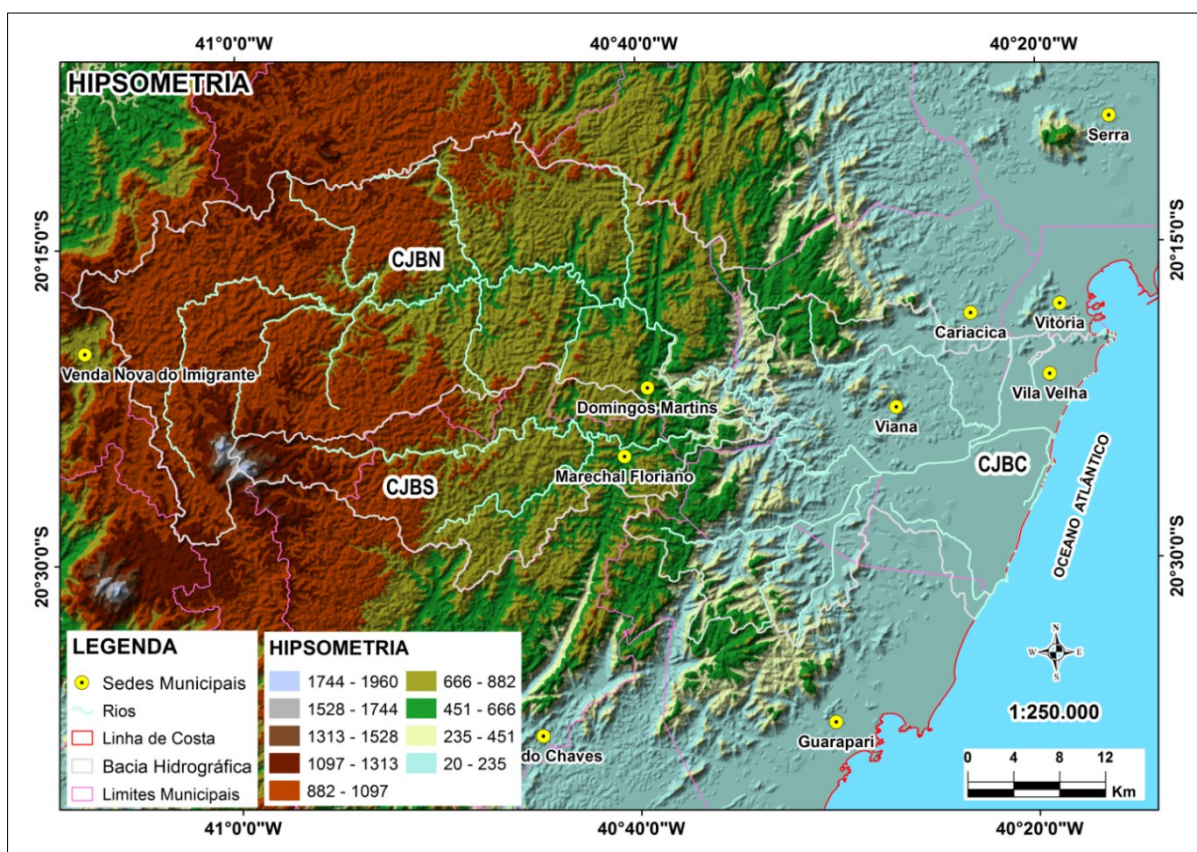 41°0'0"W
40°40'0"W
40°20'0"W
HIPSOMETRIA
Serra
20°15'0"S
20°15'0"S
CJBN
Cariacica
Vitória
Venda Nova do Imigrante
Vila Velha
Domingos Martins
Viana
Marechal Floriano
CJBC
CJBS
OCEANO ATLÂNTICO
20°30'0"S
20°30'0"S
LEGENDA
Sedes Municipais
Rios
Linha de Costa
Bacia Hidrográfica
Limites Municipais
HIPSOMETRIA
1744 - 1960
1528 - 1744
1313 - 1528
1097 - 1313
882 - 1097
666 - 882
451 - 666
235 - 451
20 - 235
do Chaves
Guarapari
N
W E
S
1:250.000
0 4 8 12
Km
41°0'0"W
40°40'0"W
40°20'0"W